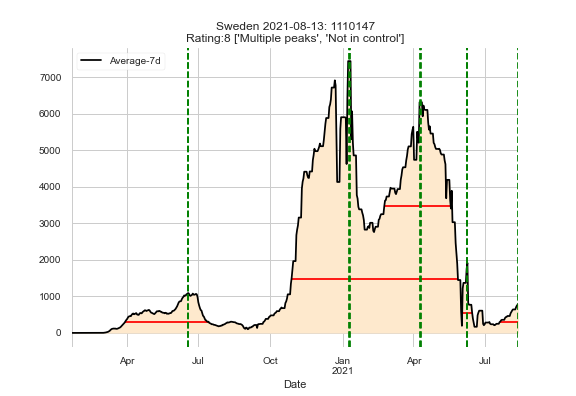 Sweden 2021-08-13: 1110147
Rating:8 ['Multiple peaks', 'Not in control']
Average-7d
7000
6000
5000
4000
3000
2000
1000
0
Apr Jul Oct Jan Apr Jul
2021
Date